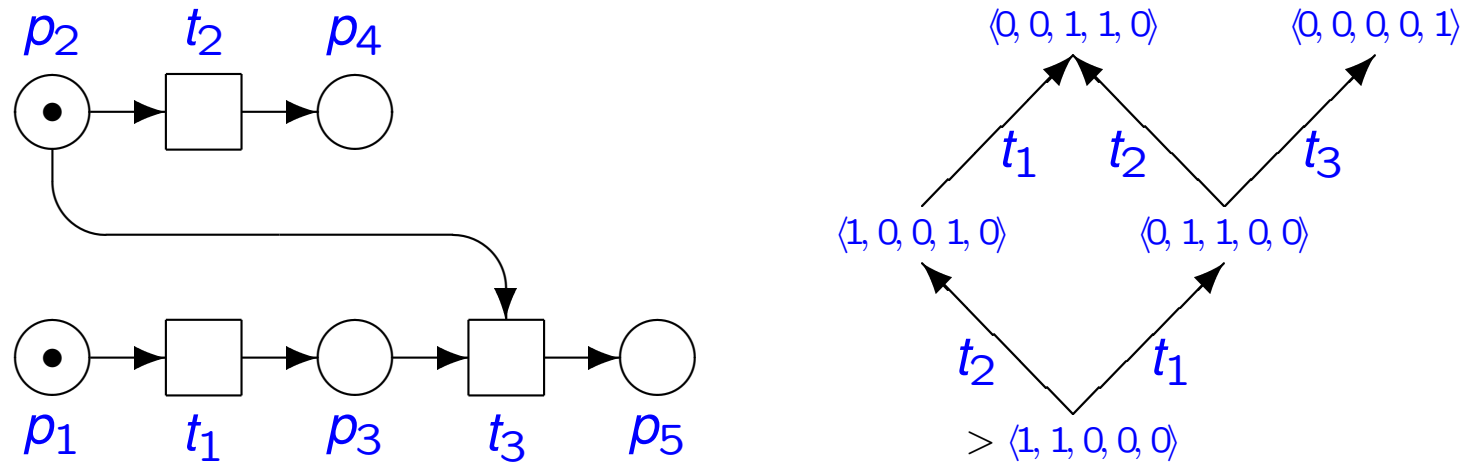 p2 t2 p4
p1 t1 p3 t3 p5
⟨0, 0, 1, 1, 0⟩ ⟨0, 0, 0, 0, 1⟩
t1 t2 t3
⟨1, 0, 0, 1, 0⟩ ⟨0, 1, 1, 0, 0⟩
t2 t1
> ⟨1, 1, 0, 0, 0⟩